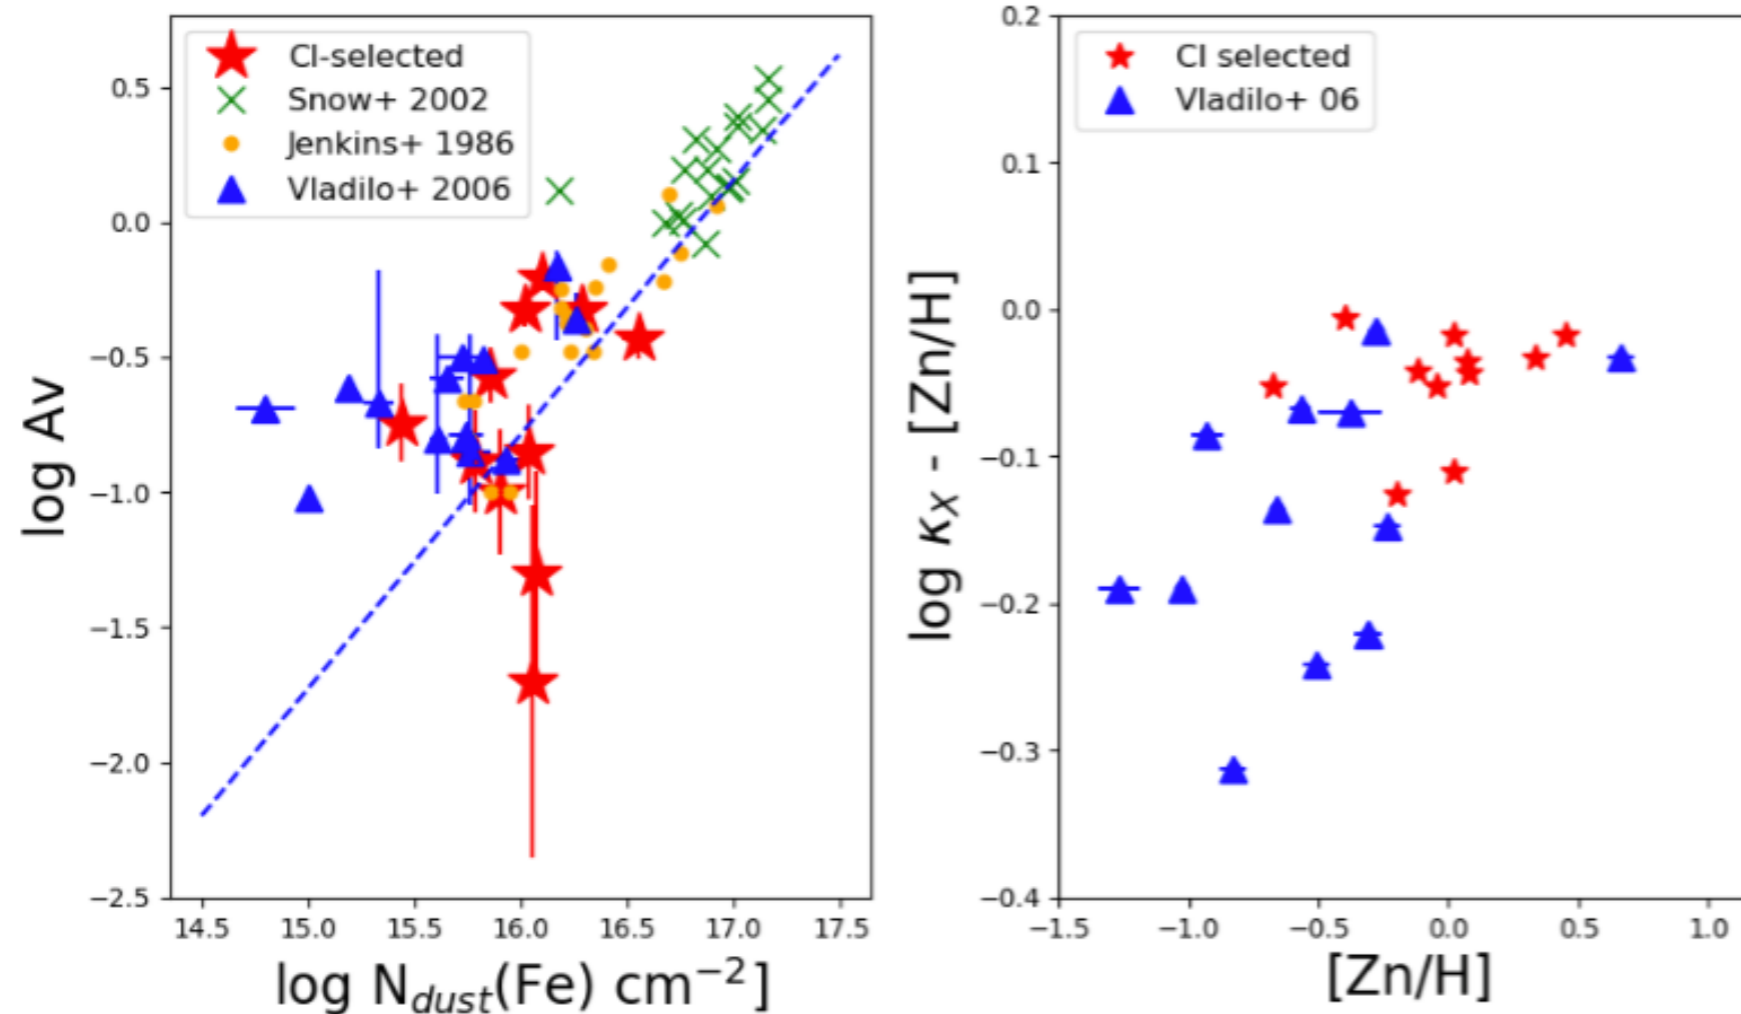 CI-selected
Snow+ 2002
Jenkins+ 1986
Vladilo+ 2006
0.5
0.0
−0.5
−1.0
−1.5
−2.0
−2.5
log Av
14.5 15.0 15.5 16.0 16.5 17.0 17.5
log N_dust(Fe) cm⁻²]
CI selected
Vladilo+ 06
0.2
0.1
0.0
−0.1
−0.2
−0.3
−0.4
log κ_X - [Zn/H]
−1.5 −1.0 −0.5 0.0 0.5 1.0
[Zn/H]